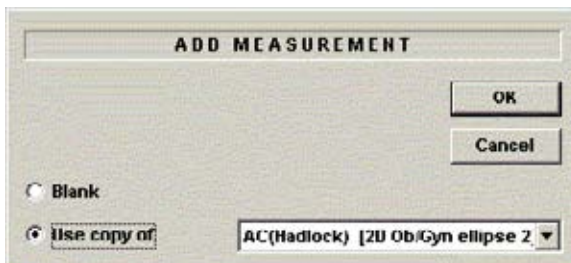 ADD MEASUREMENT
OK
Cancel
Blank
Use copy of
AC(Hadlock) [2D Ob/Gyn ellipse 2